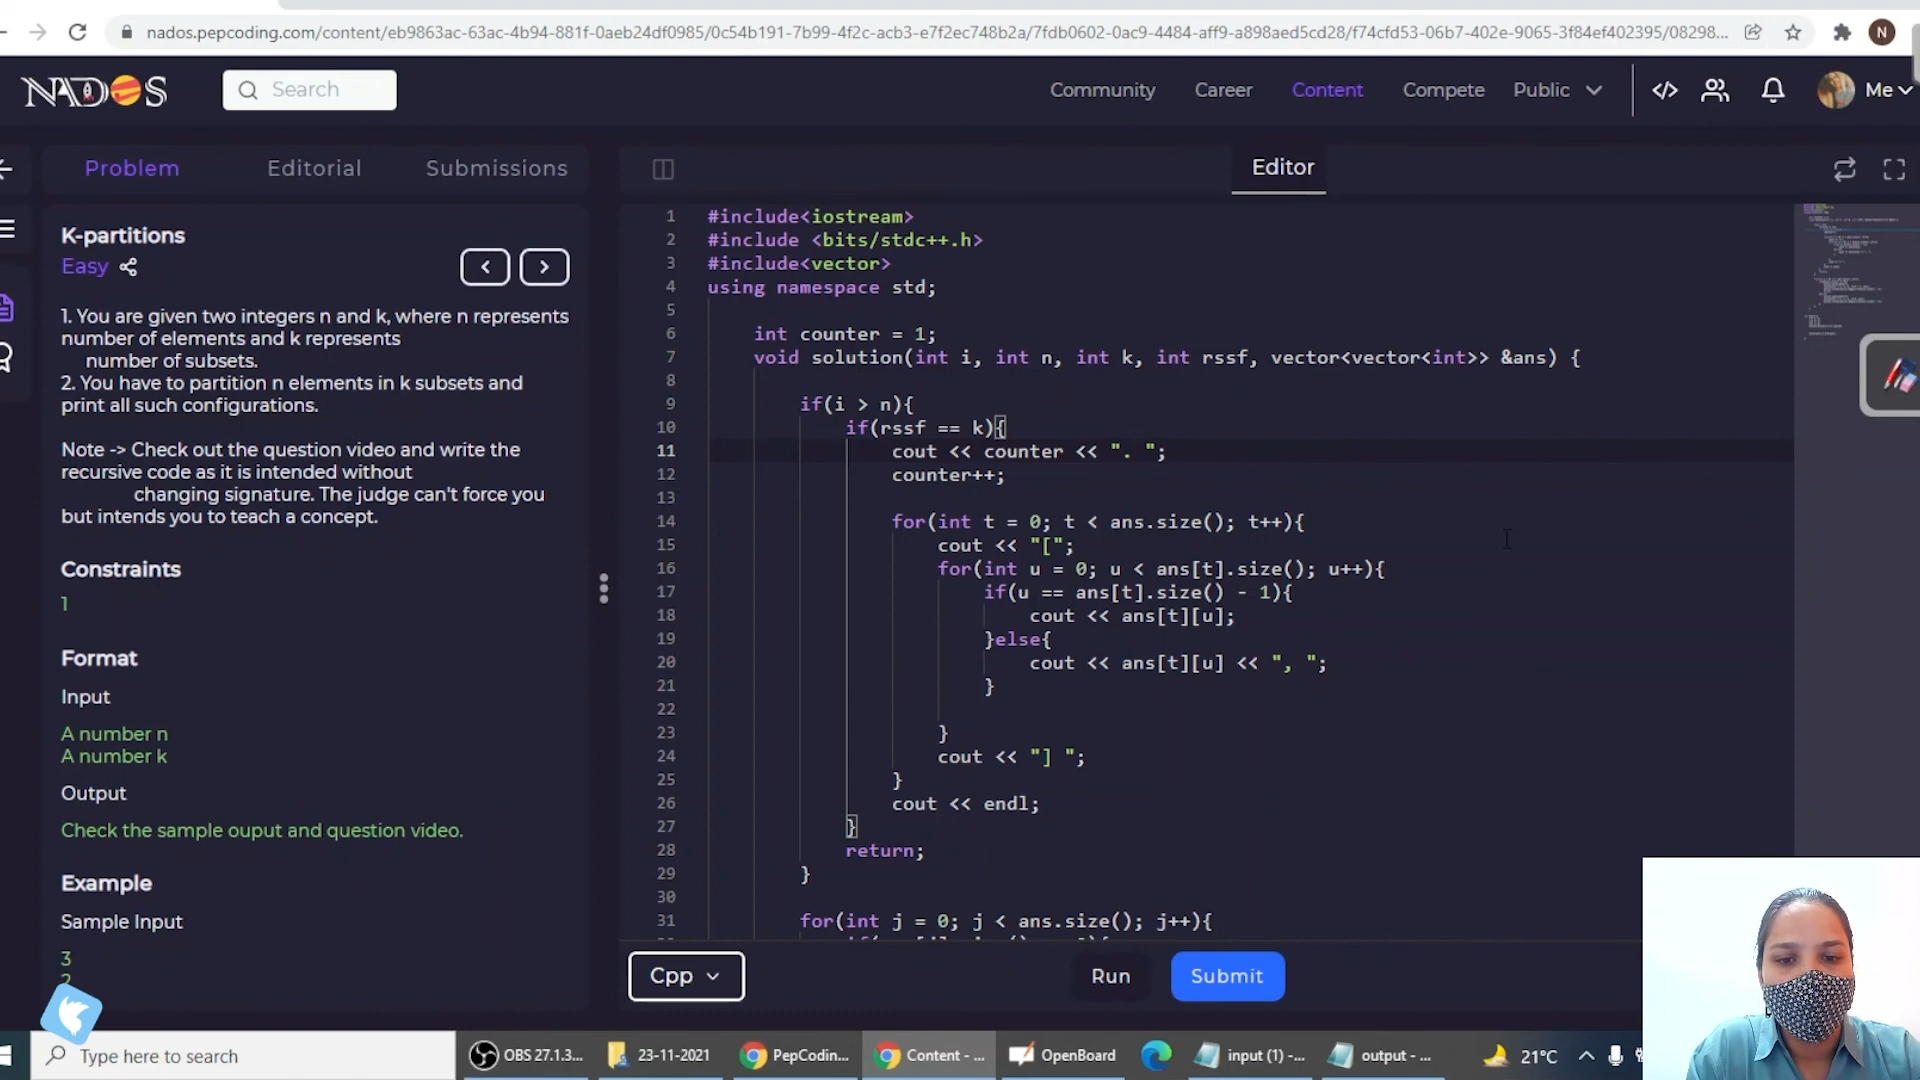 nados.pepcoding.com/content/eb9863ac-63ac-4b94-881f-0aeb24df0985/0c54b191-7b99-4f2c-acb3-e7f2ec748b2a/7fdb0602-0ac9-4484-aff9-a898aed5cd28/f74cfd53-06b7-402e-9065-3f84ef402395/08298...
N
NADOS
Search
Community
Career
Content
Compete
Public
Me
Problem
Editorial
Submissions
Editor
K-partitions
Easy
1. You are given two integers n and k, where n represents
number of elements and k represents
number of subsets.
2. You have to partition n elements in k subsets and
print all such configurations.
Note -> Check out the question video and write the
recursive code as it is intended without
changing signature. The judge can't force you
but intends you to teach a concept.
Constraints
1
Format
Input
A number n
A number k
Output
Check the sample ouput and question video.
Example
Sample Input
3
2
1 #include<iostream>
2 #include <bits/stdc++.h>
3 #include<vector>
4 using namespace std;
5
6 int counter = 1;
7 void solution(int i, int n, int k, int rssf, vector<vector<int>> &ans) {
8
9 if(i > n){
10 if(rssf == k){
11 cout << counter << ". ";
12 counter++;
13
14 for(int t = 0; t < ans.size(); t++){
15 cout << "[";
16 for(int u = 0; u < ans[t].size(); u++){
17 if(u == ans[t].size() - 1){
18 cout << ans[t][u];
19 }else{
20 cout << ans[t][u] << ", ";
21 }
22
23 }
24 cout << "] ";
25 }
26 cout << endl;
27 }
28 return;
29 }
30
31 for(int j = 0; j < ans.size(); j++){
Cpp
Run
Submit
Type here to search
OBS 27.1.3...
23-11-2021
PepCodin...
Content - ...
OpenBoard
input (1) -...
output - ...
21°C